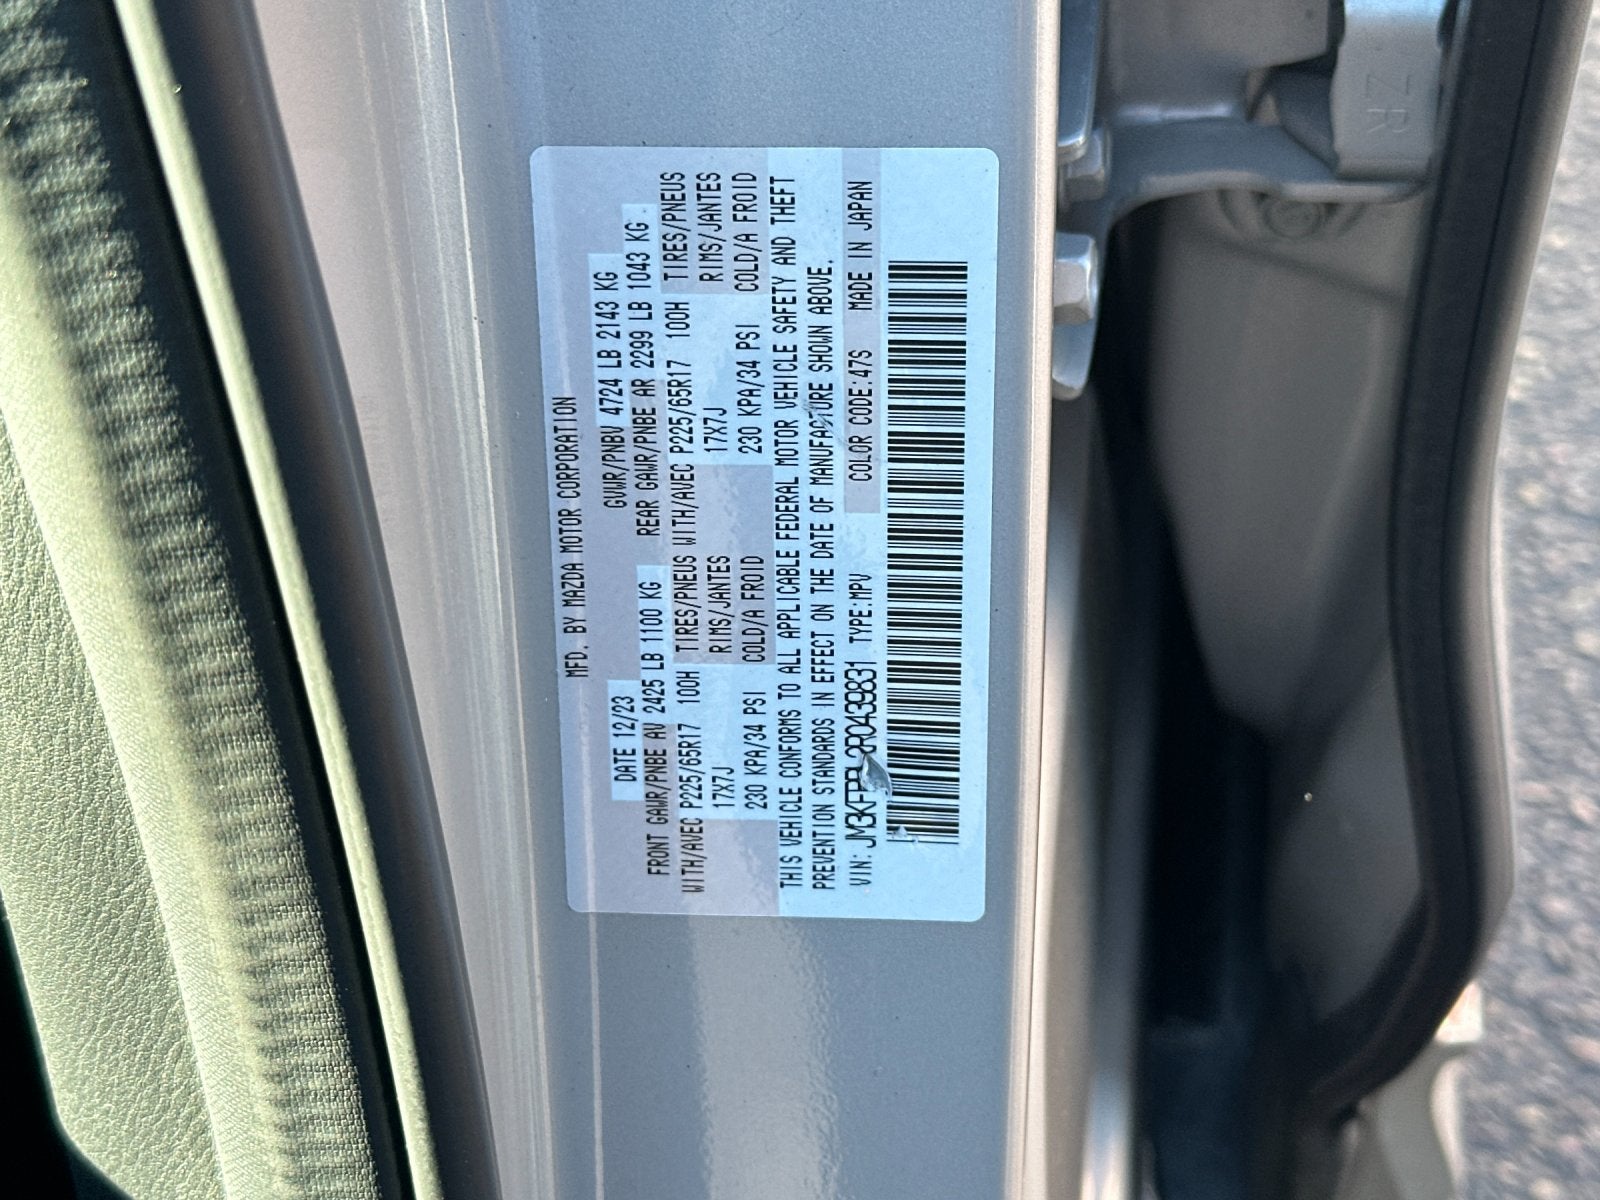 MFD. BY MAZDA MOTOR CORPORATION
DATE 12/23 GVWR/PNBV 4724 LB 2143 KG
FRONT GAWR/PNBE AV 2425 LB 1100 KG REAR GAWR/PNBE AR 2299 LB 1043 KG
WITH/AVEC P225/65R17 100H TIRES/PNEUS WITH/AVEC P225/65R17 100H TIRES/PNEUS
17X7J RIMS/JANTES 17X7J RIMS/JANTES
230 KPA/34 PSI COLD/A FROID 230 KPA/34 PSI COLD/A FROID
THIS VEHICLE CONFORMS TO ALL APPLICABLE FEDERAL MOTOR VEHICLE SAFETY AND THEFT
PREVENTION STANDARDS IN EFFECT ON THE DATE OF MANUFACTURE SHOWN ABOVE.
VIN: TYPE:MPV COLOR CODE:47S MADE IN JAPAN
ZR